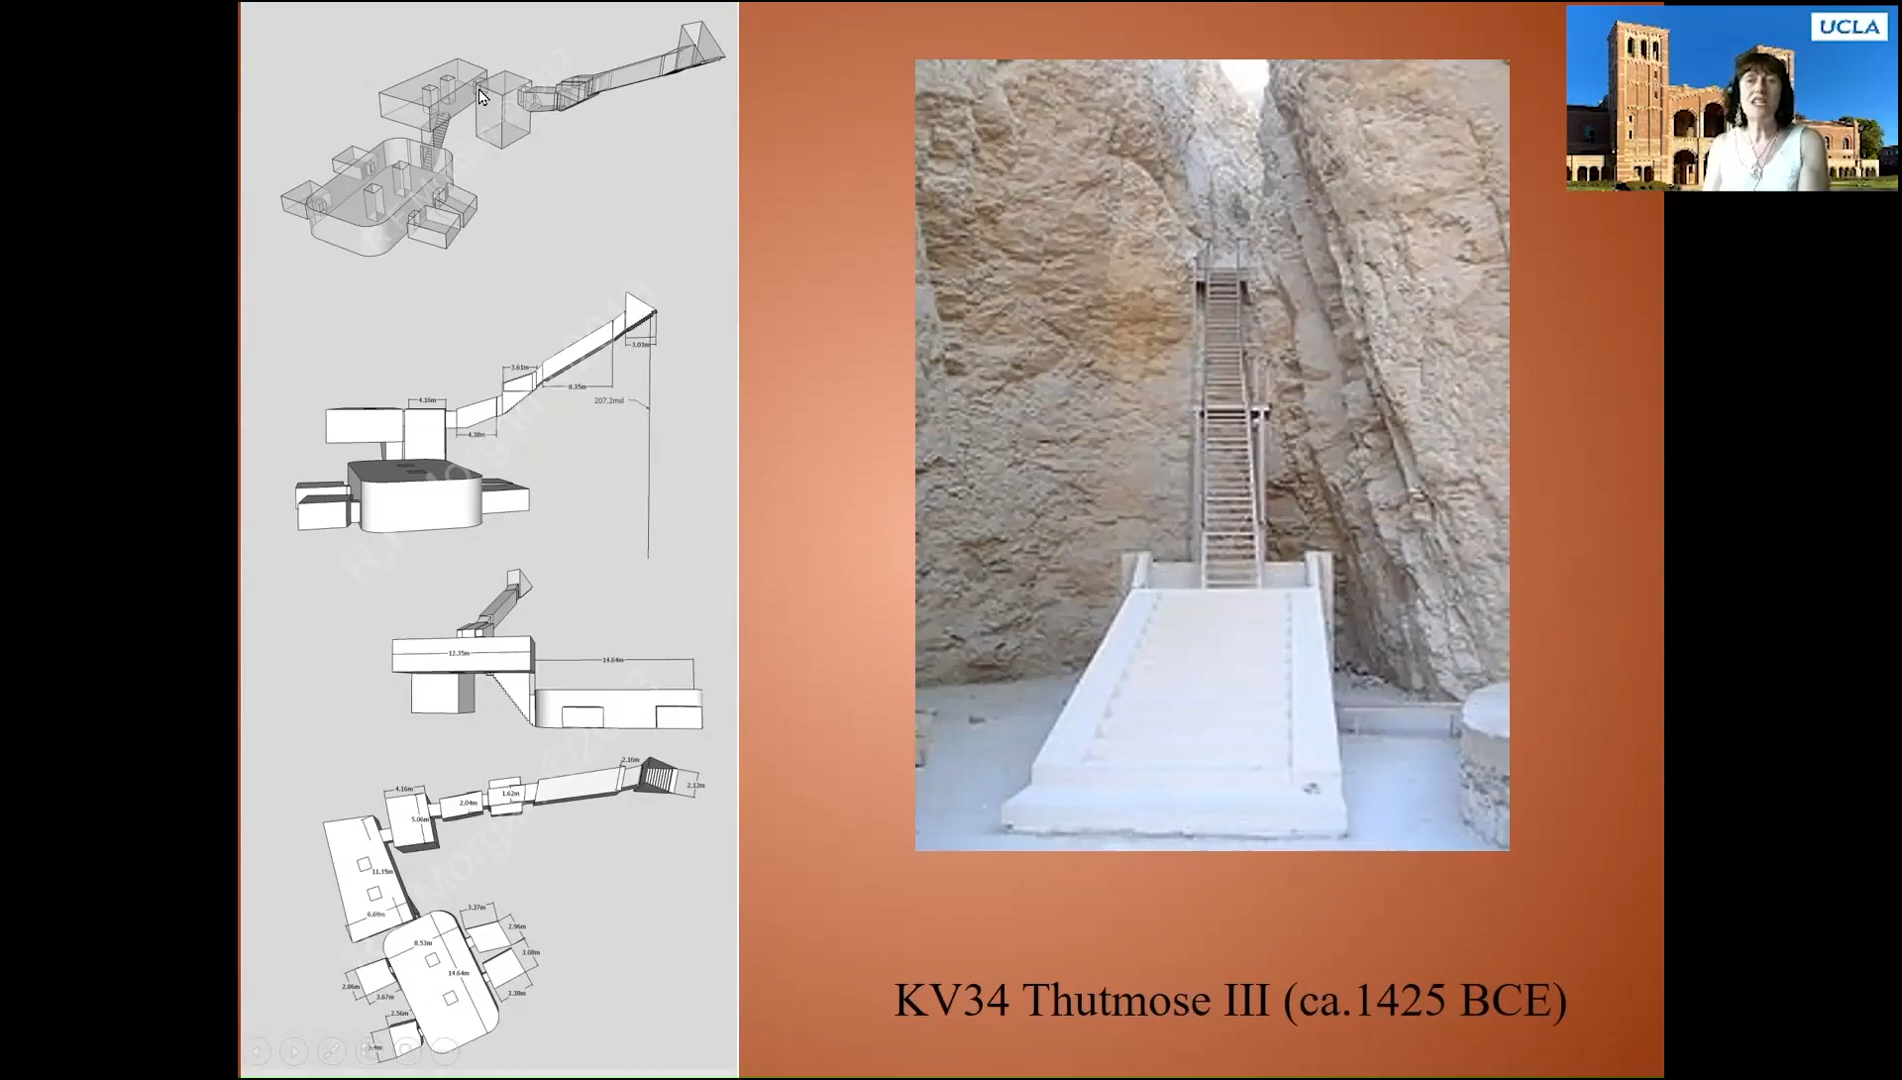 UCLA
3.03m
3.61m
8.35m
207.2msl
4.16m
4.38m
12.35m
14.64m
2.16m
2.12m
4.16m
1.62m
2.04m
5.06m
11.35m
6.69m
3.37m
2.96m
8.53m
3.08m
14.64m
2.86m
3.67m
3.38m
2.56m
KV34 Thutmose III (ca.1425 BCE)